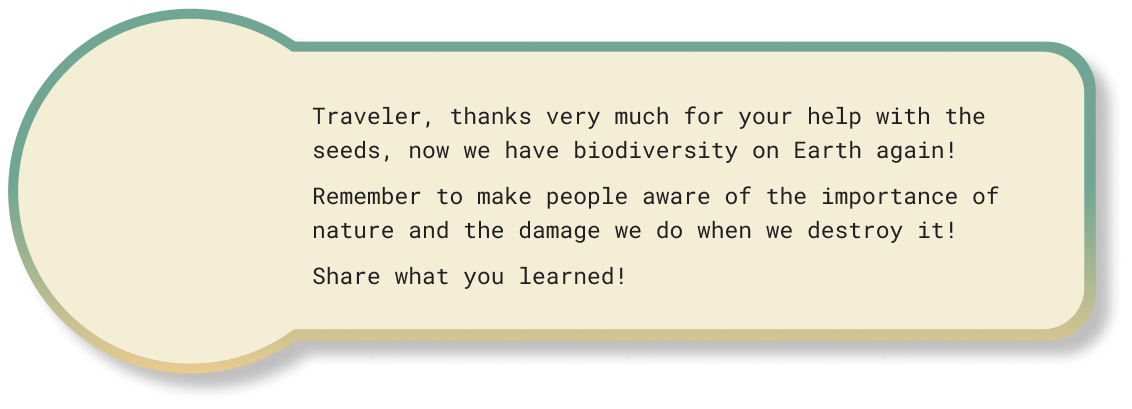 Traveler, thanks very much for your help with the
seeds, now we have biodiversity on Earth again!
Remember to make people aware of the importance of
nature and the damage we do when we destroy it!
Share what you learned!